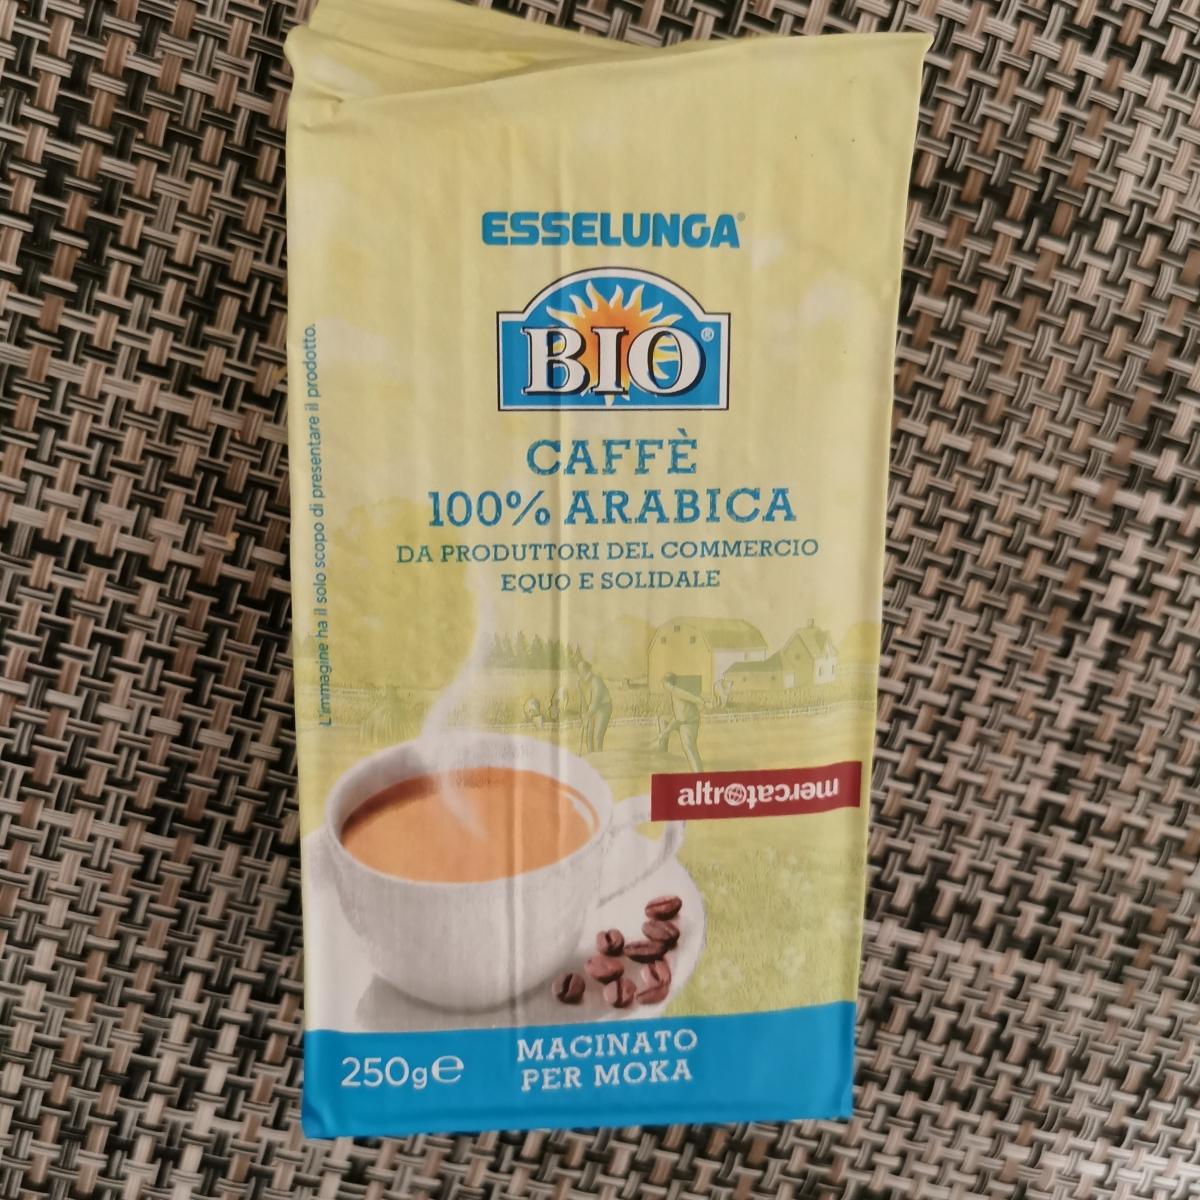 ESSELUNGA®
BIO®
CAFFÈ
100% ARABICA
DA PRODUTTORI DEL COMMERCIO
EQUO E SOLIDALE
L'immagine ha il solo scopo di presentare il prodotto.
altromercato
250g℮
MACINATO
PER MOKA